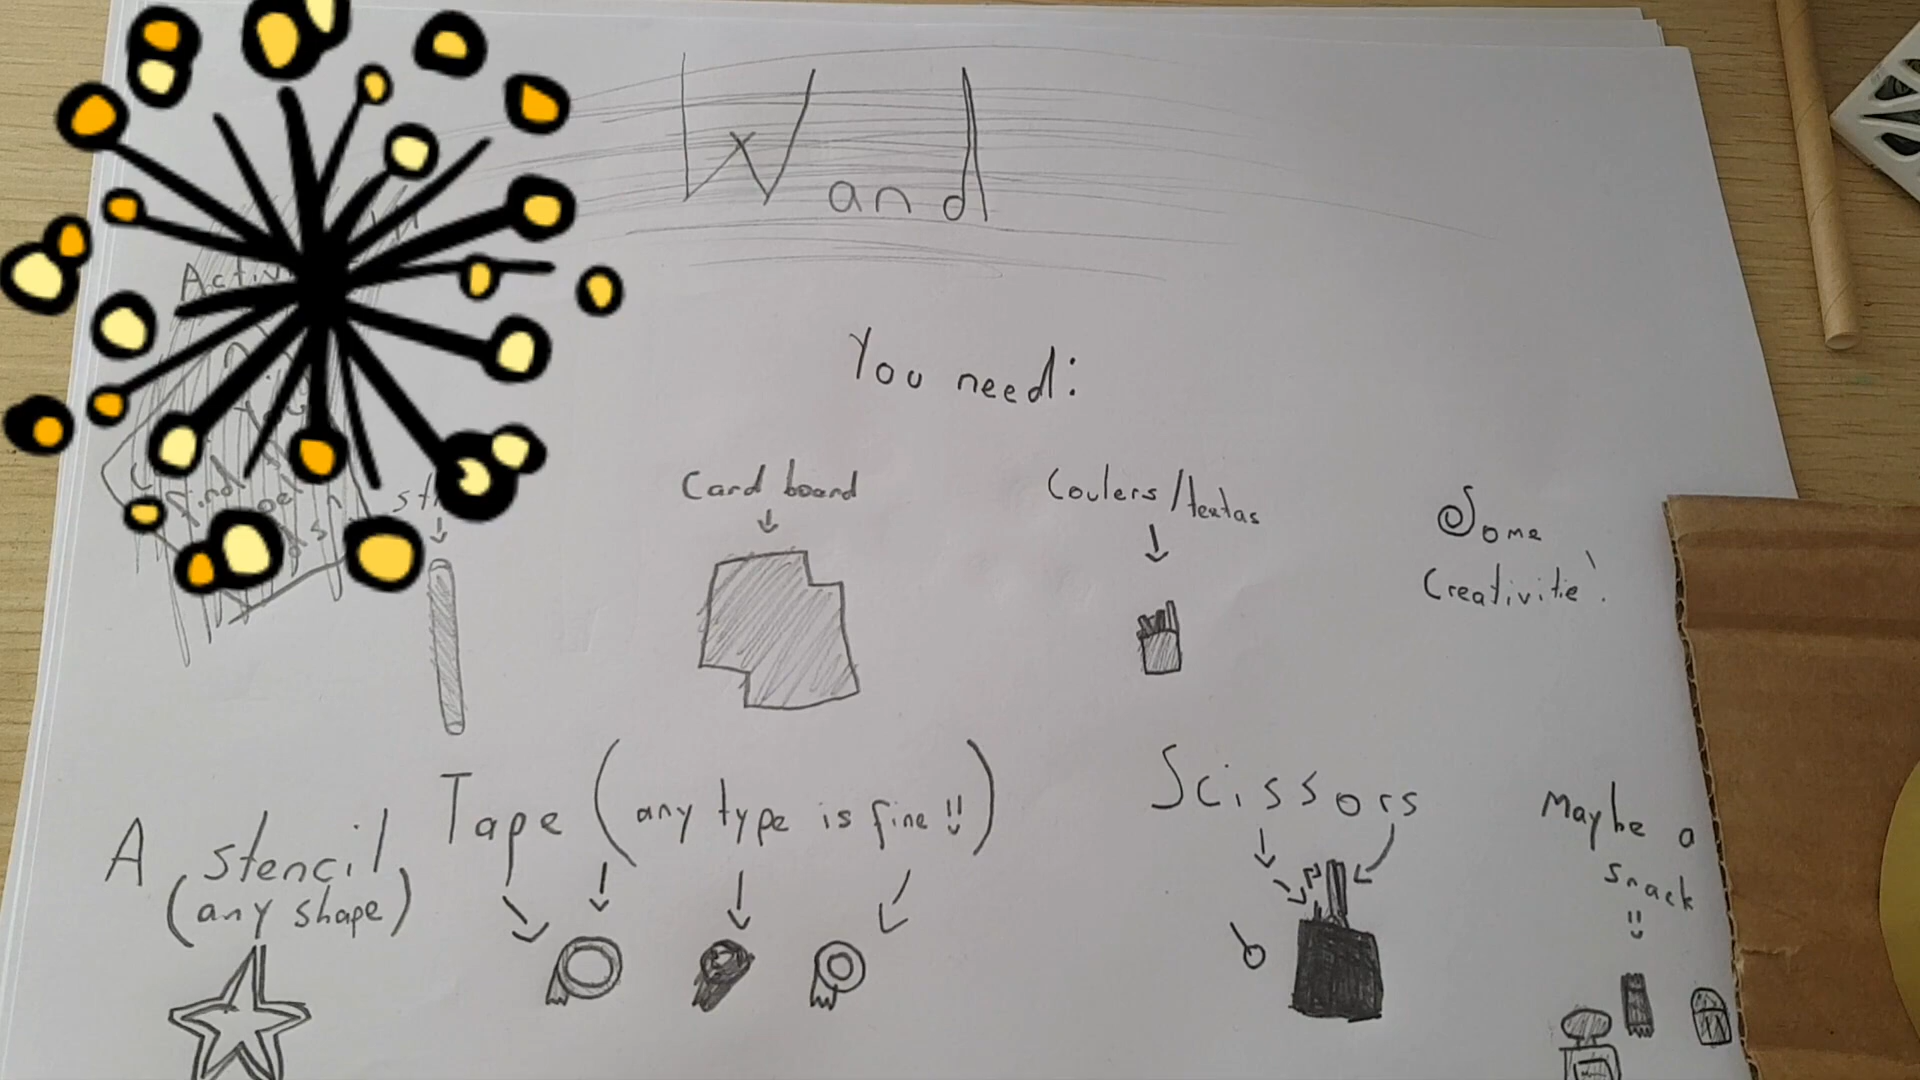 Wand
You need:
Card board
Coulers/textas
Some
Creativitie!
Tape (any type is fine!!)
Scissors
A stencil
(any shape)
Maybe a
snack
!!